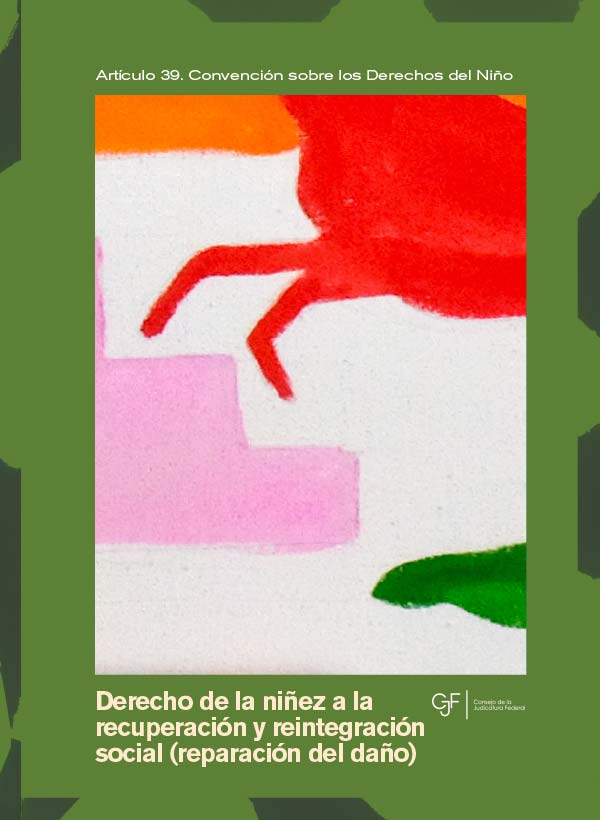 Artículo 39. Convención sobre los Derechos del Niño
Derecho de la niñez a la
recuperación y reintegración
social (reparación del daño)
CJF
Consejo de la
Judicatura Federal